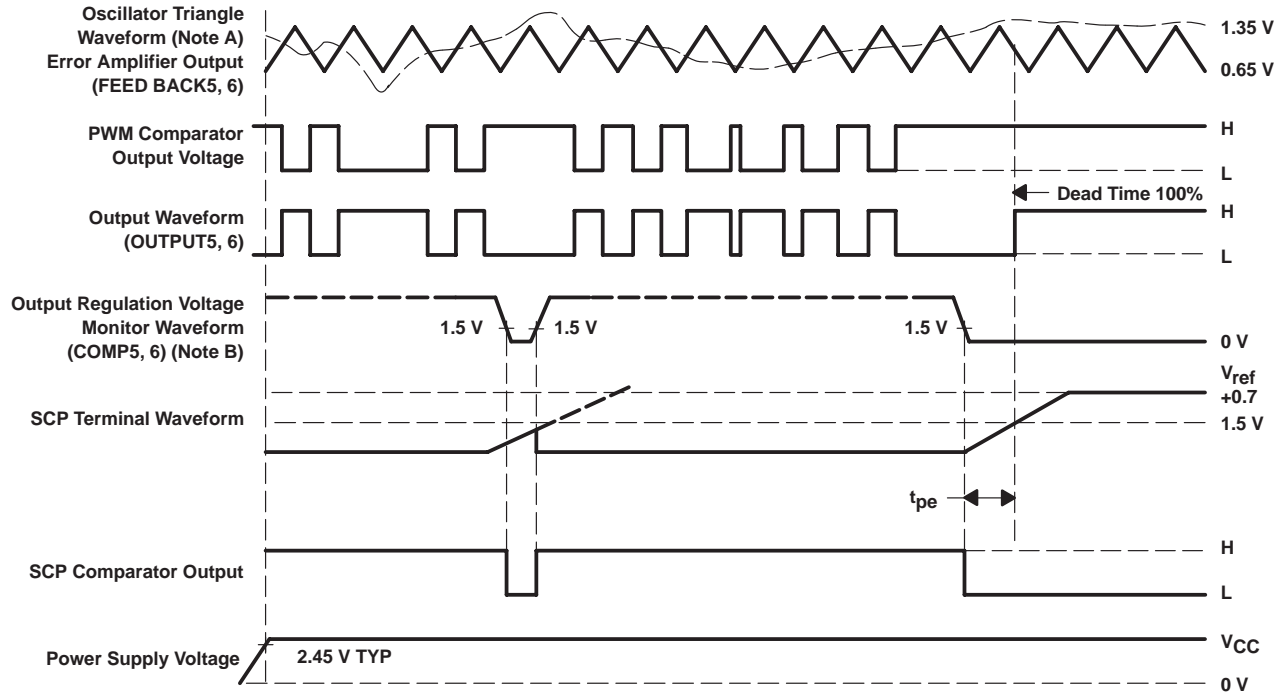 Oscillator Triangle
Waveform (Note A)
Error Amplifier Output
(FEED BACK5, 6)
1.35 V
0.65 V
PWM Comparator
Output Voltage
H
L
Dead Time 100%
Output Waveform
(OUTPUT5, 6)
H
L
Output Regulation Voltage
Monitor Waveform
(COMP5, 6) (Note B)
1.5 V
1.5 V
1.5 V
0 V
Vref
+0.7
SCP Terminal Waveform
1.5 V
tpe
H
SCP Comparator Output
L
Power Supply Voltage
2.45 V TYP
VCC
0 V